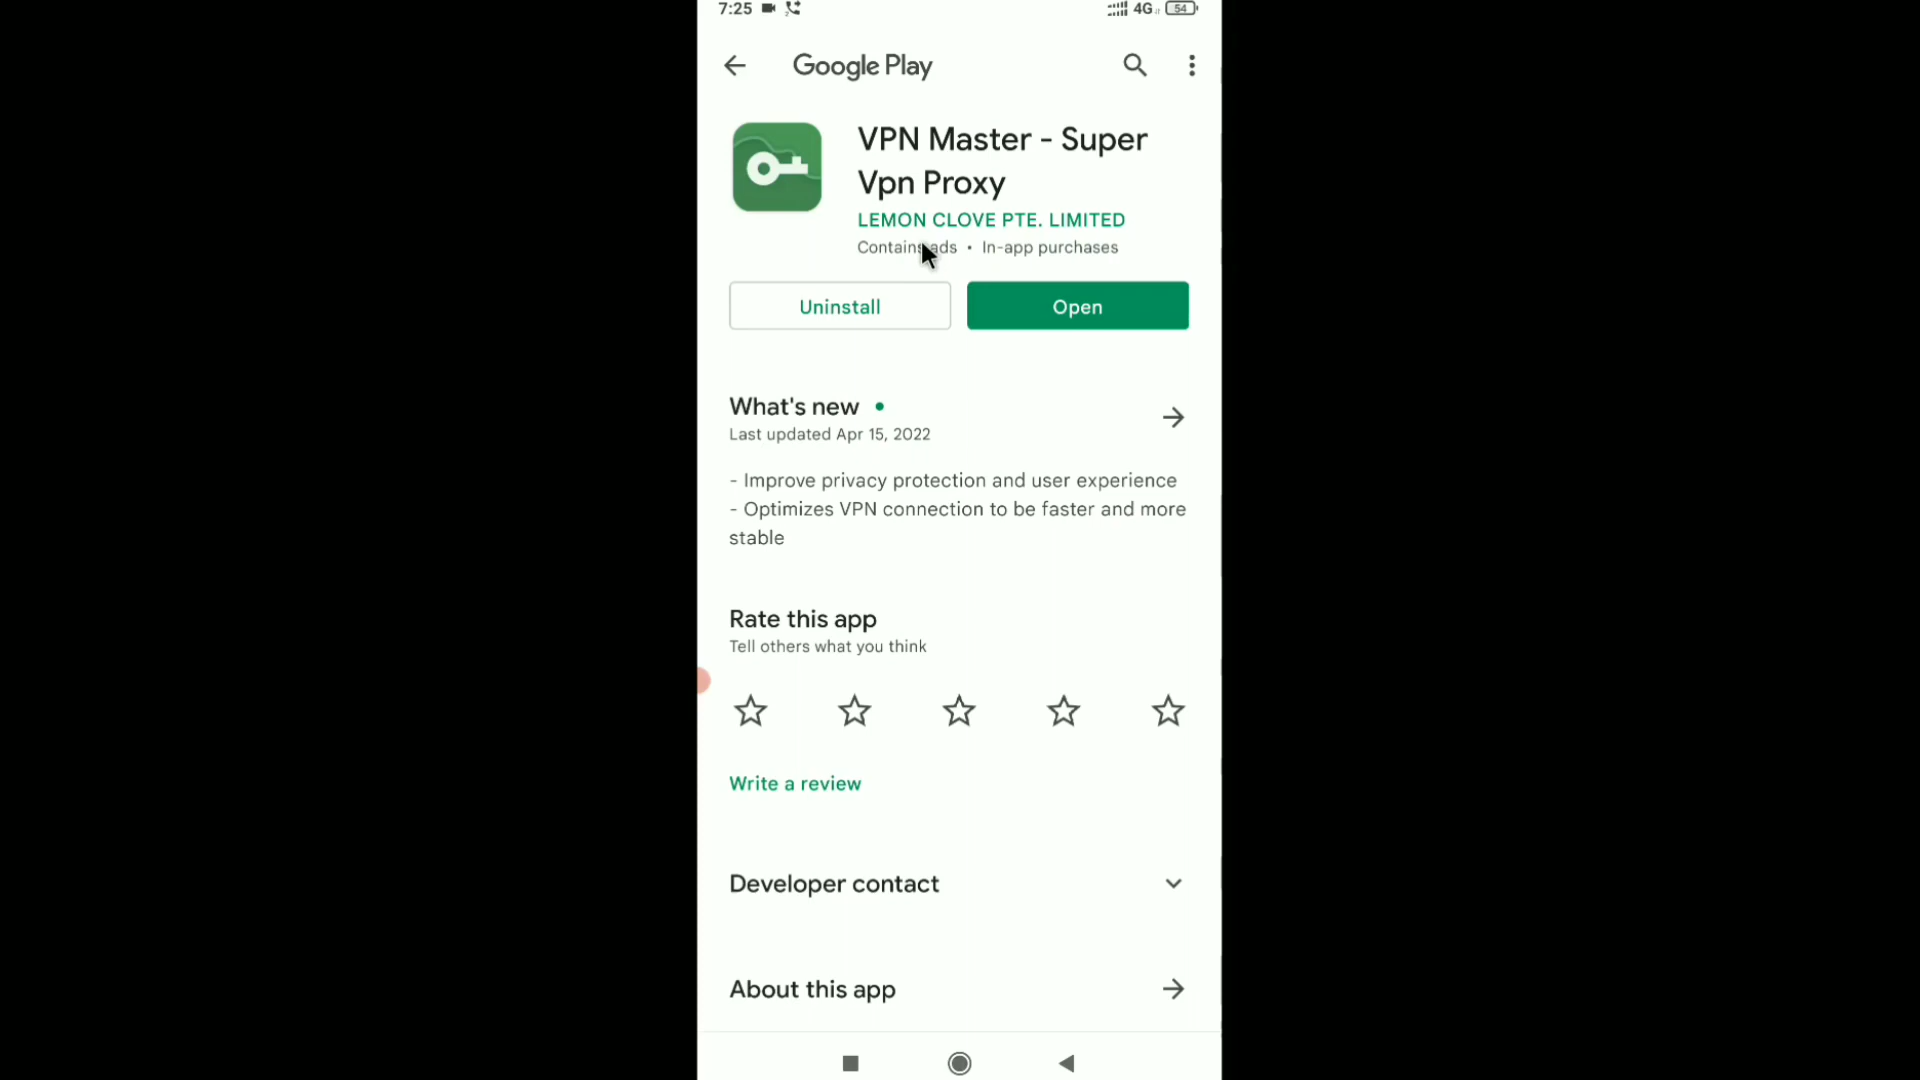 7:25 4G 54
Google Play
VPN Master - Super
Vpn Proxy
LEMON CLOVE PTE. LIMITED
Contains ads • In-app purchases
Uninstall Open
What's new •
Last updated Apr 15, 2022
- Improve privacy protection and user experience
- Optimizes VPN connection to be faster and more
stable
Rate this app
Tell others what you think
Write a review
Developer contact
About this app